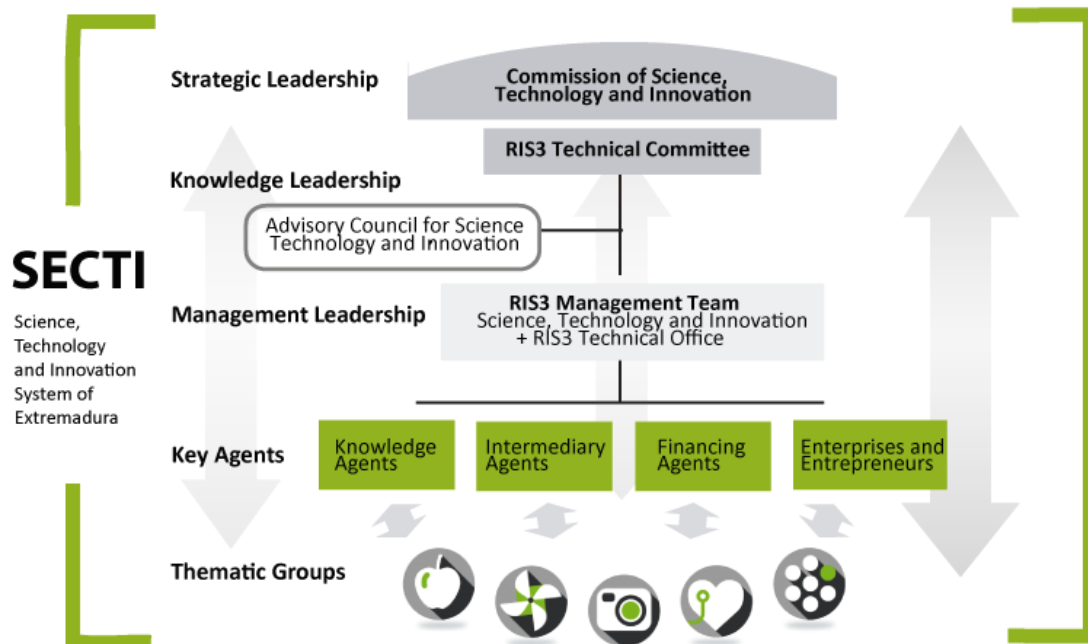 Strategic Leadership
Commission of Science,
Technology and Innovation
RIS3 Technical Committee
Knowledge Leadership
Advisory Council for Science
Technology and Innovation
SECTI
Science,
Technology
and Innovation
System of
Extremadura
Management Leadership
RIS3 Management Team
Science, Technology and Innovation
+ RIS3 Technical Office
Key Agents
Knowledge
Agents
Intermediary
Agents
Financing
Agents
Enterprises and
Entrepreneurs
Thematic Groups